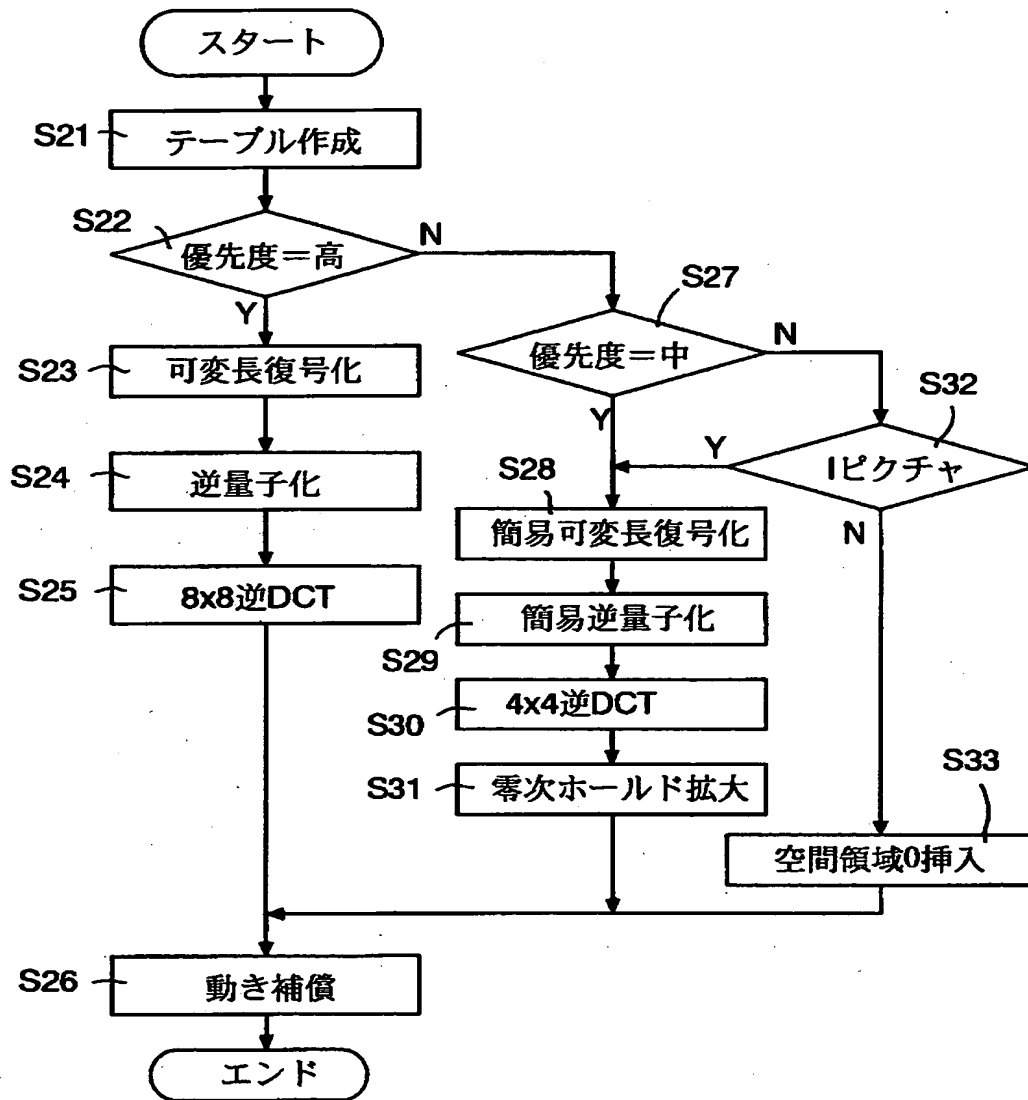 スタート
S21
テーブル作成
S22
優先度＝高
N
Y
S27
優先度＝中
N
Y
S32
Iピクチャ
Y
N
S23
可変長復号化
S24
逆量子化
S25
8x8逆DCT
S28
簡易可変長復号化
S29
簡易逆量子化
S30
4x4逆DCT
S31
零次ホールド拡大
S33
空間領域0挿入
S26
動き補償
エンド